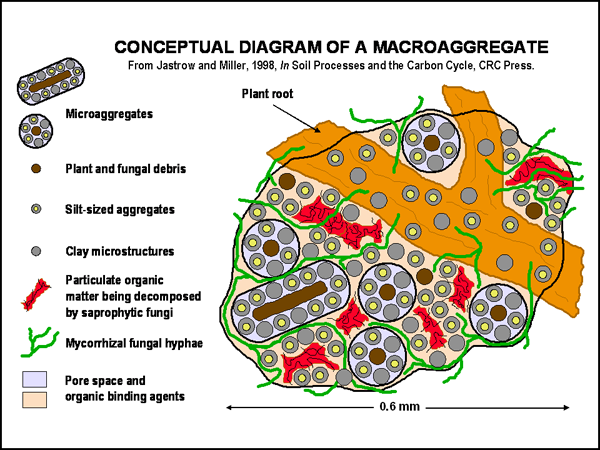 CONCEPTUAL DIAGRAM OF A MACROAGGREGATE
From Jastrow and Miller, 1998, In Soil Processes and the Carbon Cycle, CRC Press.
Plant root
Microaggregates
Plant and fungal debris
Silt-sized aggregates
Clay microstructures
Particulate organic
matter being decomposed
by saprophytic fungi
Mycorrhizal fungal hyphae
Pore space and
organic binding agents
0.6 mm